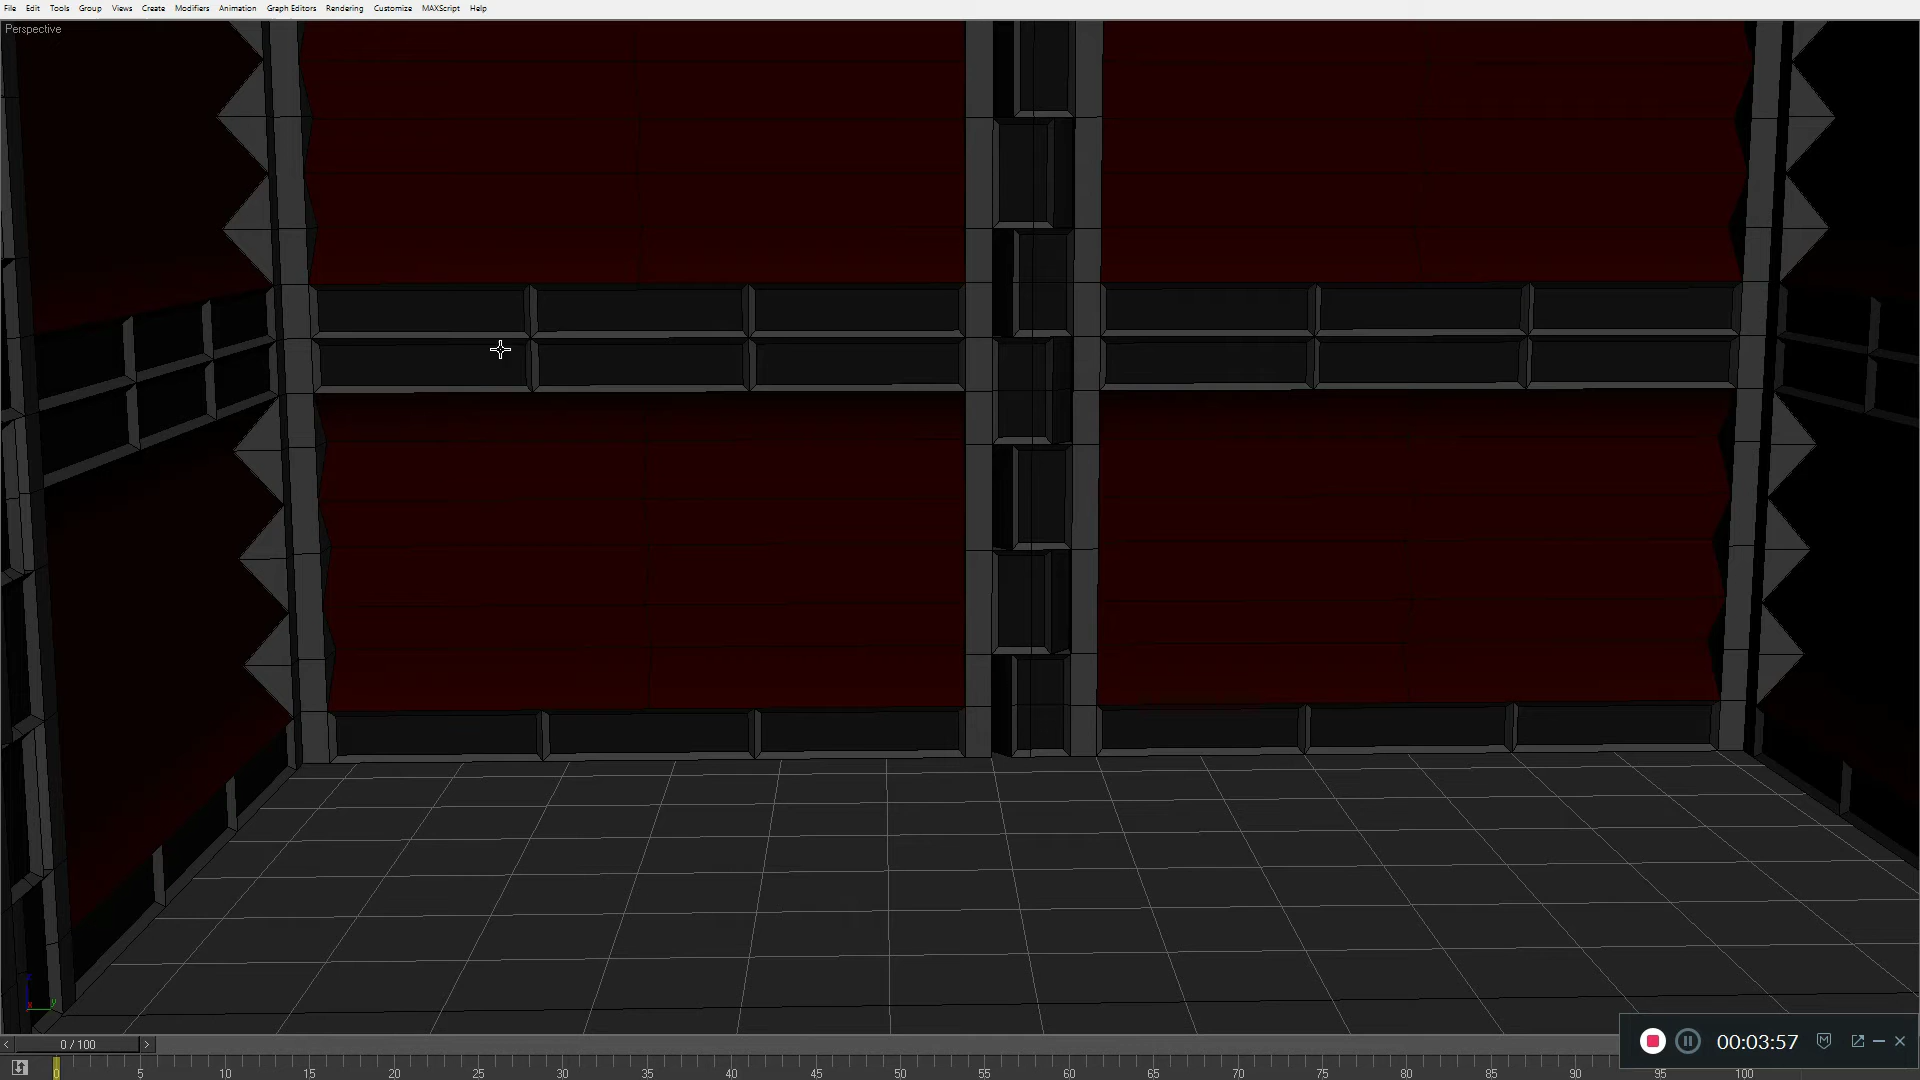 File Edit Tools Group Views Create Modifiers Animation Graph Editors Rendering Customize MAXScript Help
Perspective
z
x
y
< 0 / 100 >
00:03:57
0 5 10 15 20 25 30 35 40 45 50 55 60 65 70 75 80 85 90 95 100